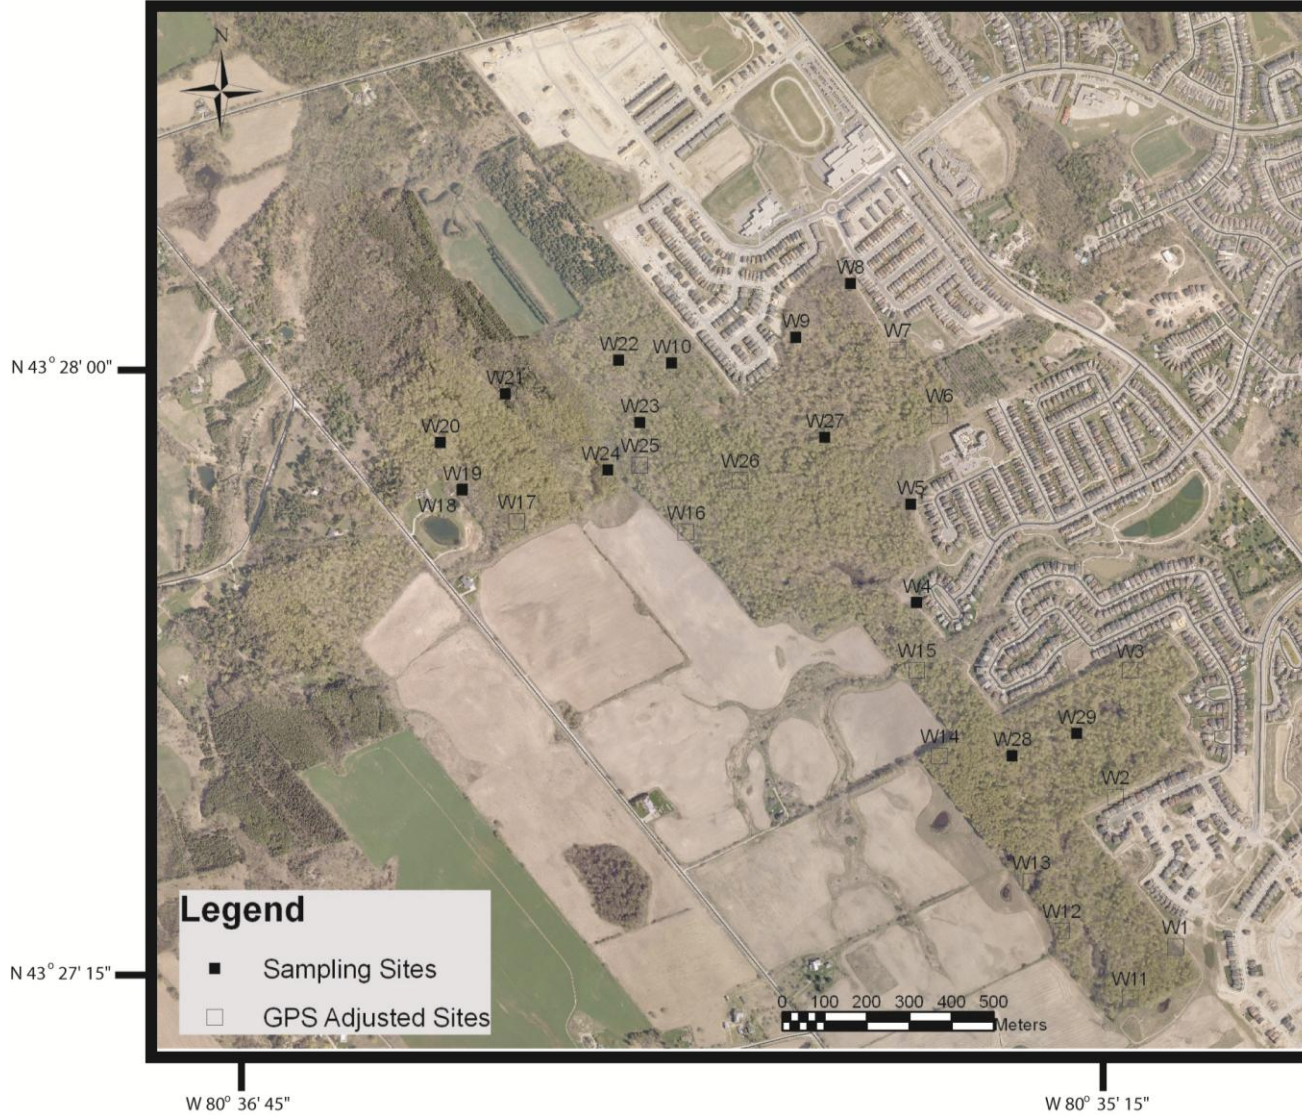 N
W8
W9
W7
N 43° 28' 00"
W22
W10
W21
W6
W23
W20
W27
W24
W25
W26
W19
W5
W18
W17
W16
W4
W15
W3
W29
W14
W28
W2
W13
W12
W1
W11
Legend
Sampling Sites
GPS Adjusted Sites
N 43° 27' 15"
0 100 200 300 400 500
Meters
W 80° 36' 45"
W 80° 35' 15"